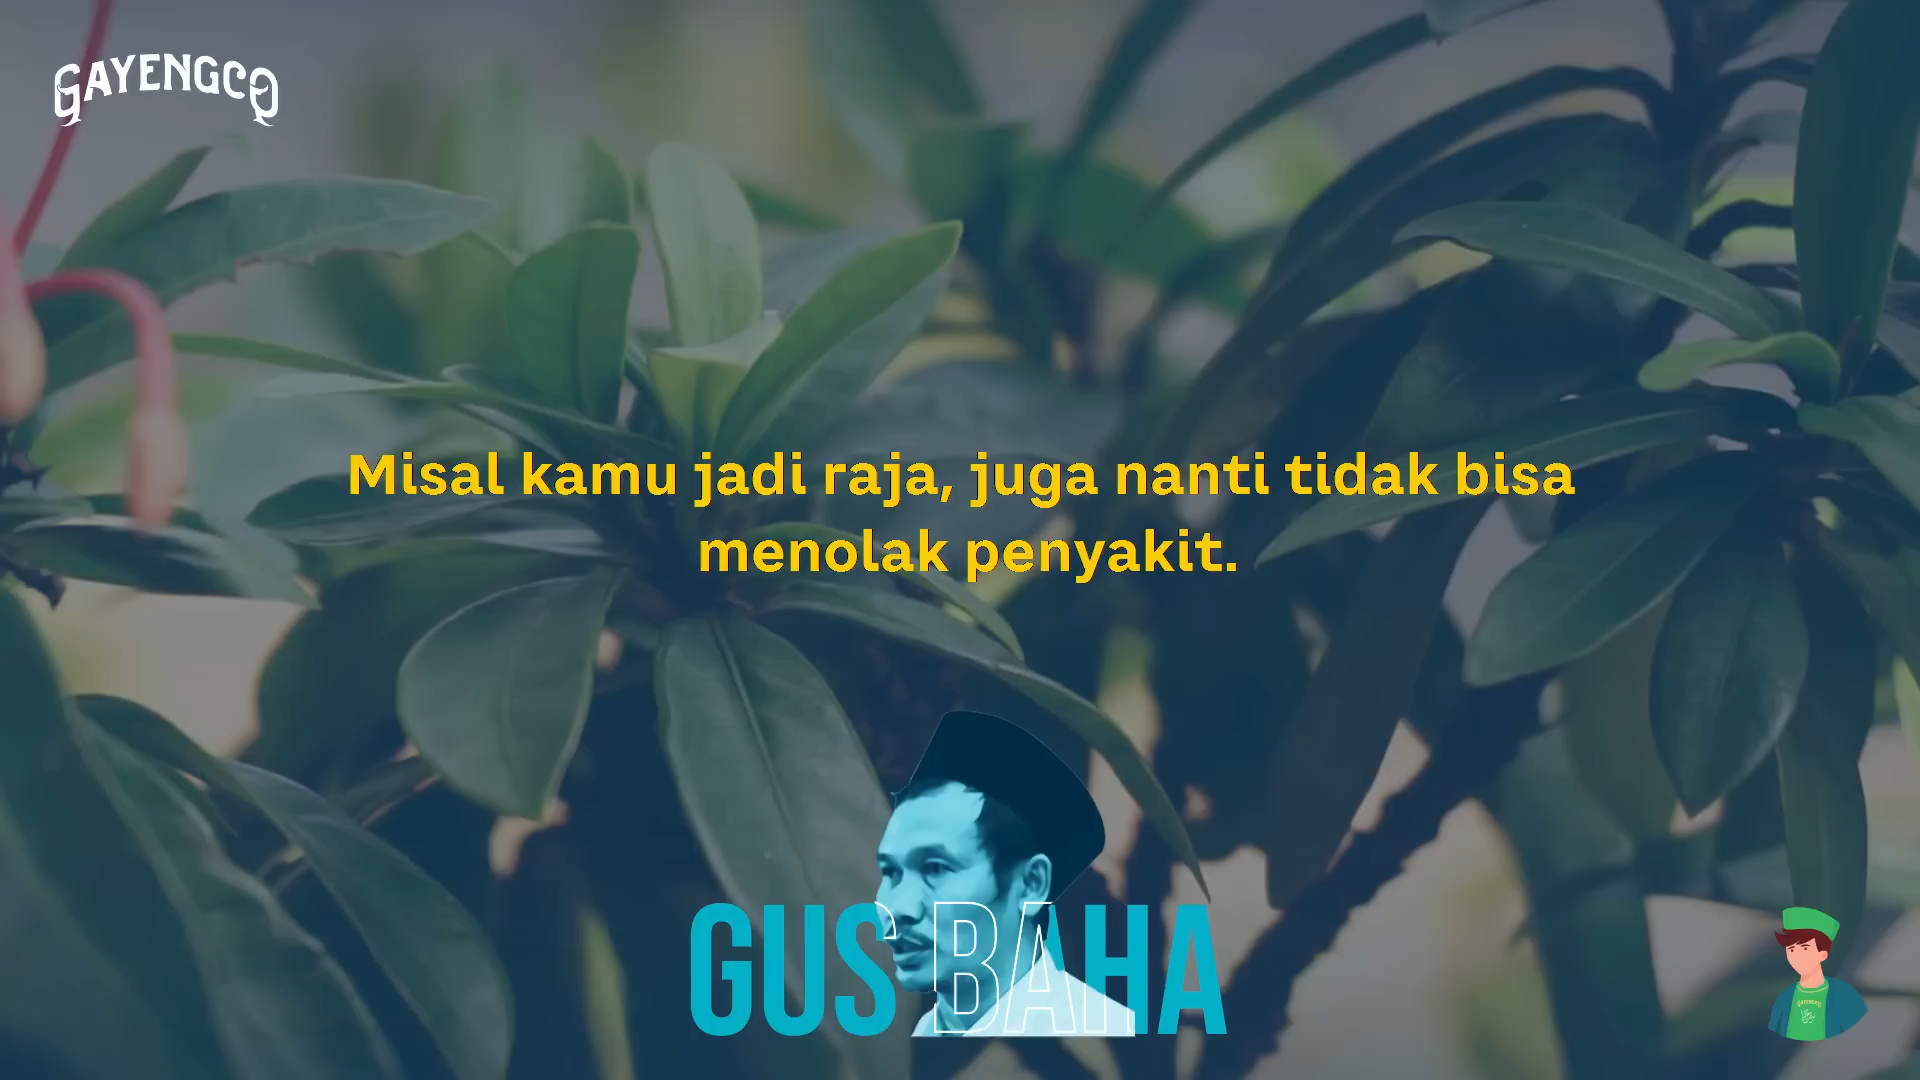 GAYENGCO
Misal kamu jadi raja, juga nanti tidak bisa
menolak penyakit.
GUS BAHA